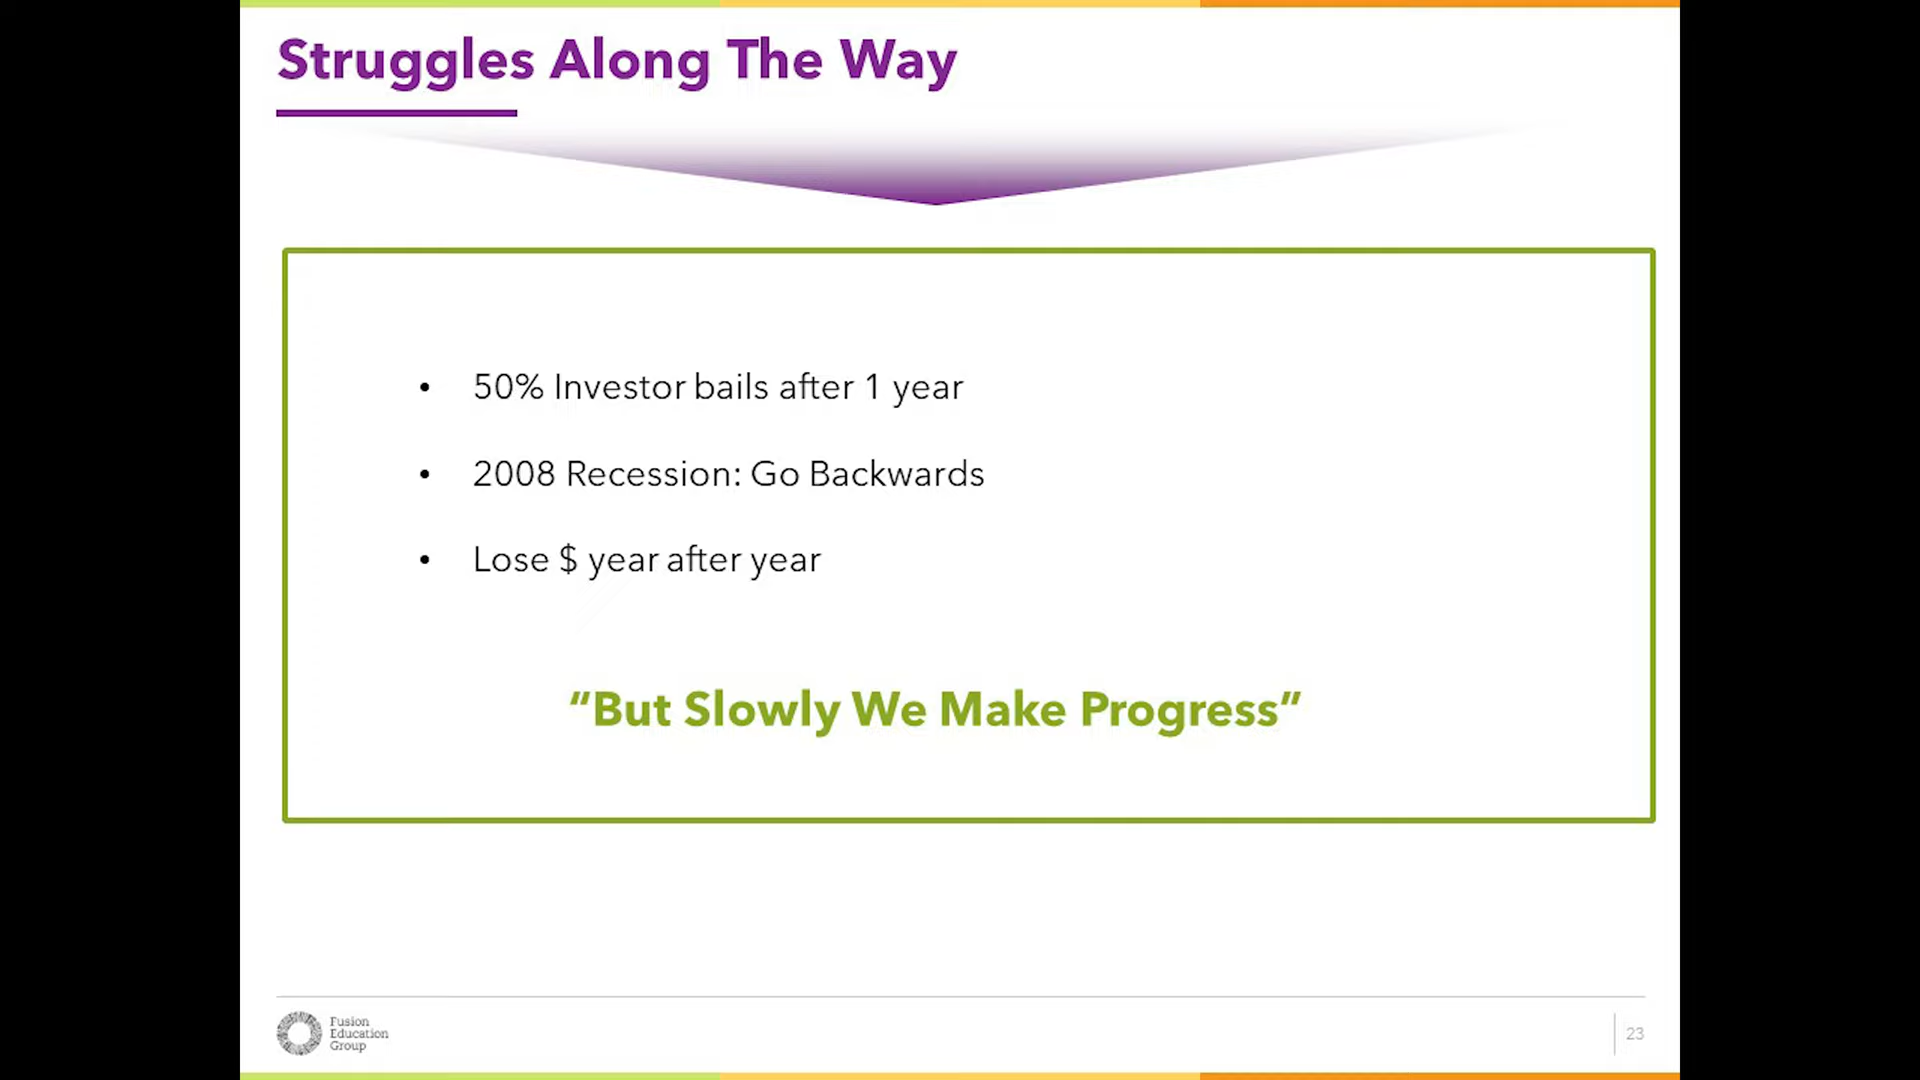 Struggles Along The Way
• 50% Investor bails after 1 year
• 2008 Recession: Go Backwards
• Lose $ year after year
“But Slowly We Make Progress”
Fusion
Education
Group
23